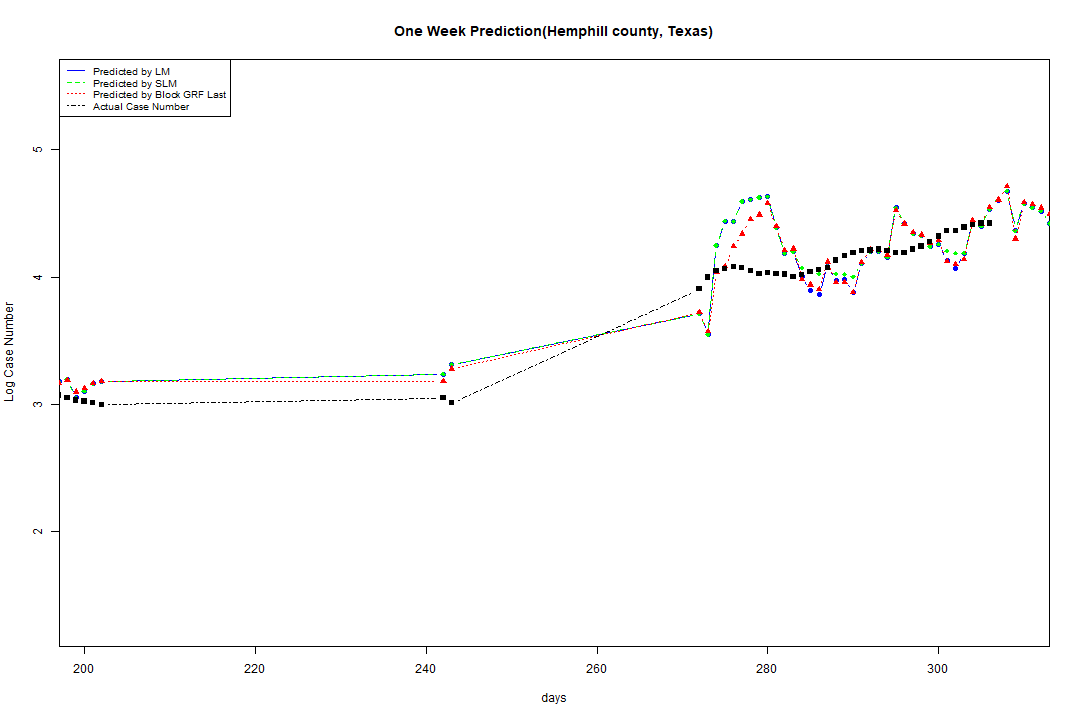 One Week Prediction(Hemphill county, Texas)
Predicted by LM
Predicted by SLM
Predicted by Block GRF Last
Actual Case Number
5
4
3
2
Log Case Number
200 220 240 260 280 300
days